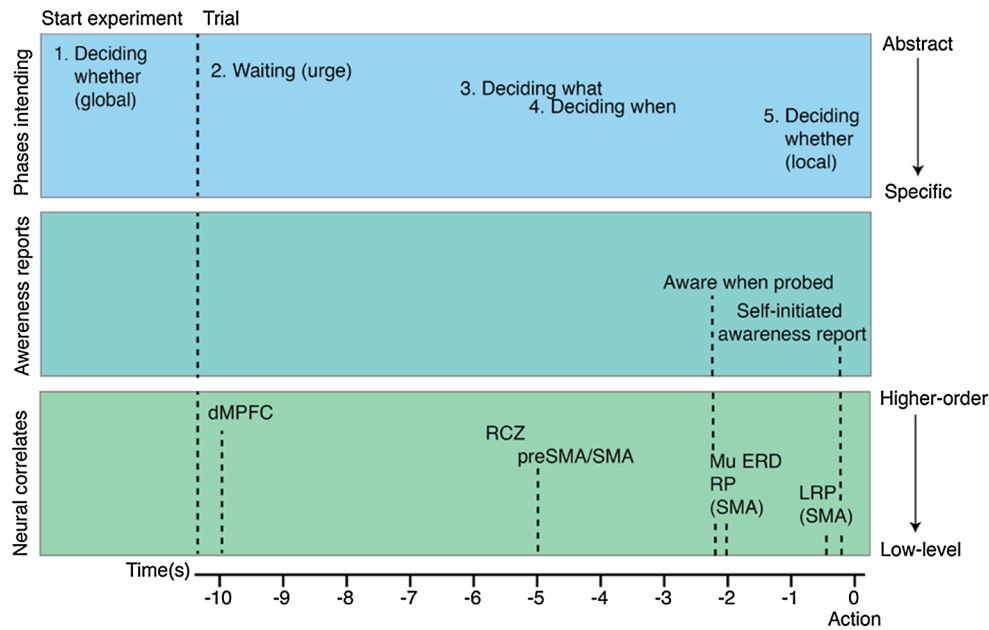 Start experiment
Trial
Phases intending
1. Deciding
whether
(global)
2. Waiting (urge)
3. Deciding what
4. Deciding when
5. Deciding
whether
(local)
Abstract
Specific
Awereness reports
Aware when probed
Self-initiated
awareness report
Neural correlates
dMPFC
RCZ
preSMA/SMA
Mu ERD
RP
(SMA)
LRP
(SMA)
Higher-order
Low-level
Time(s)
-10 -9 -8 -7 -6 -5 -4 -3 -2 -1 0
Action